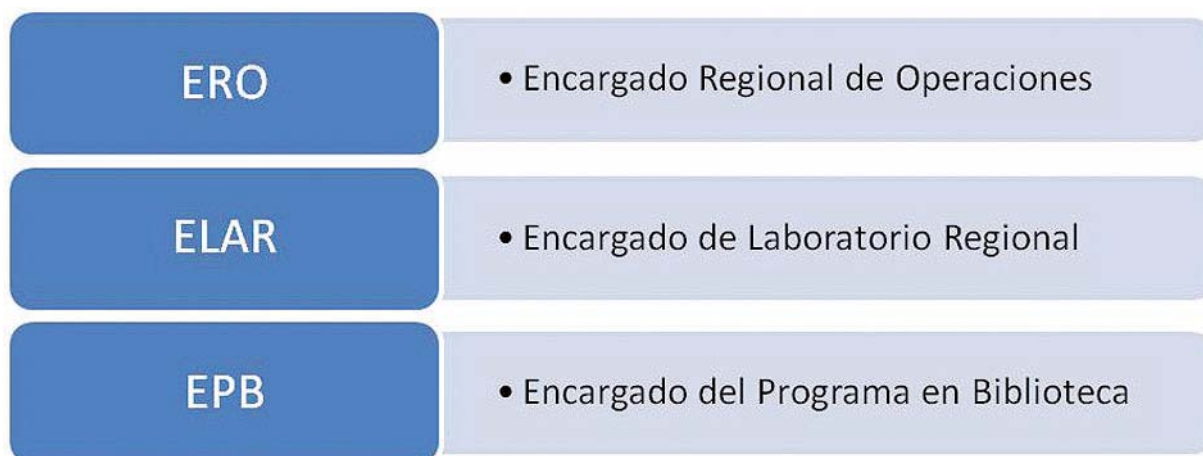 ERO
• Encargado Regional de Operaciones
ELAR
• Encargado de Laboratorio Regional
EPB
• Encargado del Programa en Biblioteca